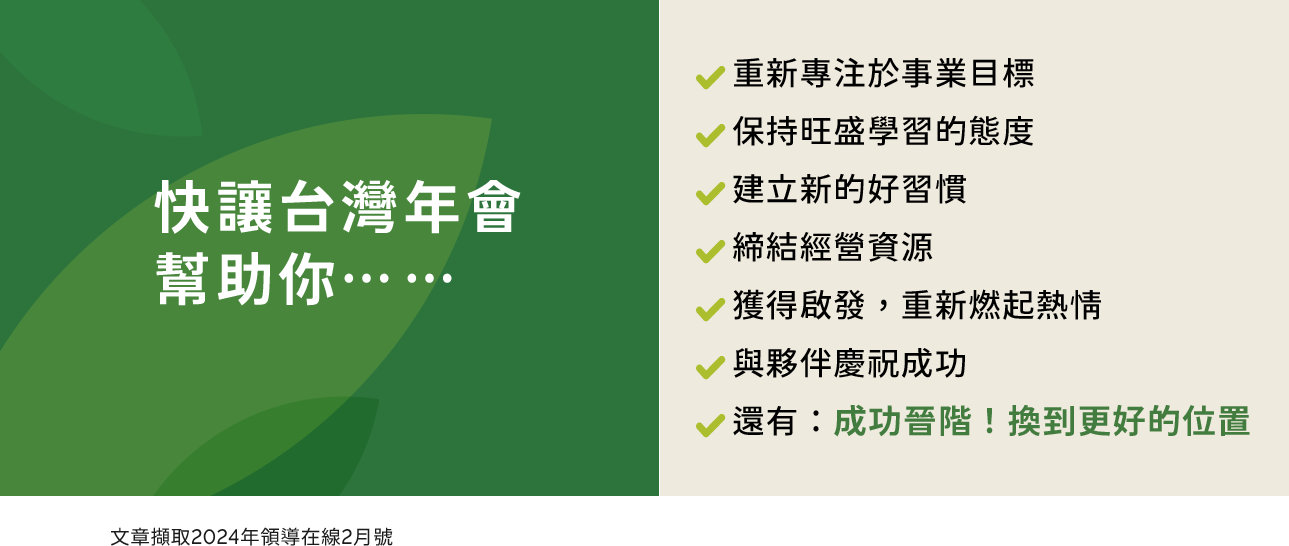 快讓台灣年會
幫助你⋯⋯
重新專注於事業目標
保持旺盛學習的態度
建立新的好習慣
締結經營資源
獲得啟發，重新燃起熱情
與夥伴慶祝成功
還有：成功晉階！換到更好的位置
文章擷取2024年領導在線2月號